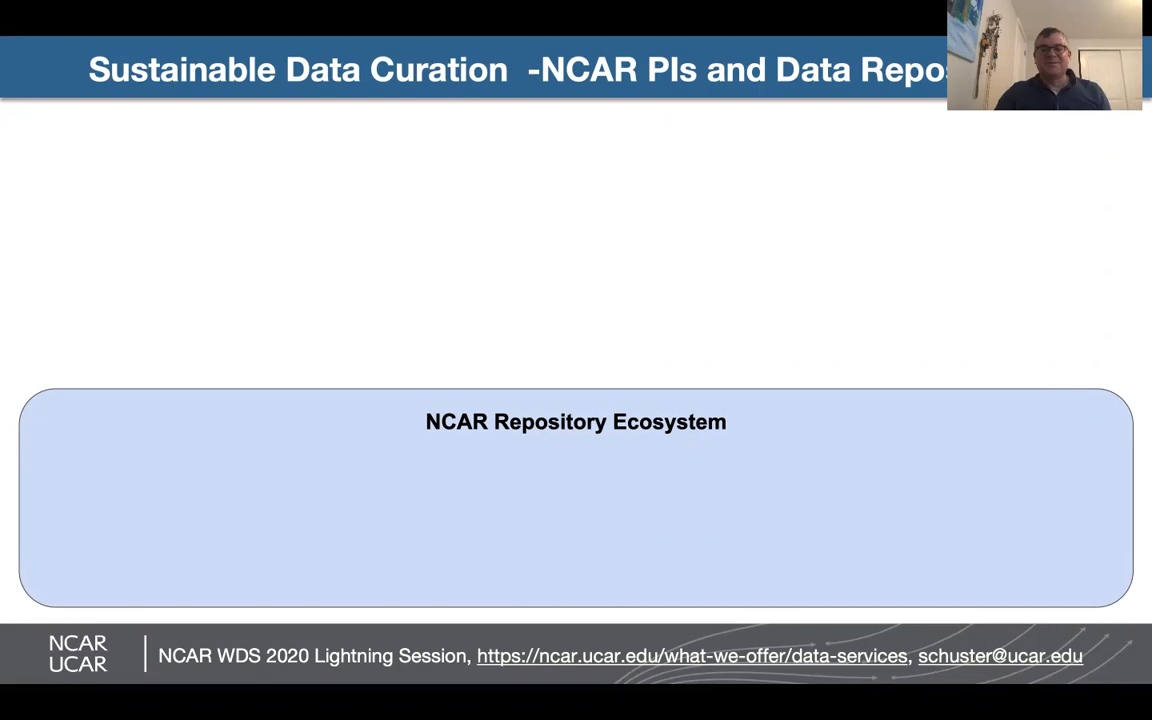 Sustainable Data Curation  -NCAR PIs and Data
NCAR Repository Ecosystem
NCAR
UCAR
NCAR WDS 2020 Lightning Session, https://ncar.ucar.edu/what-we-offer/data-services, schuster@ucar.edu